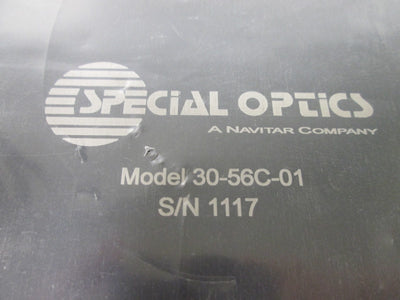 SPECIAL OPTICS
A NAVITAR COMPANY
Model 30-56C-01
S/N 1117